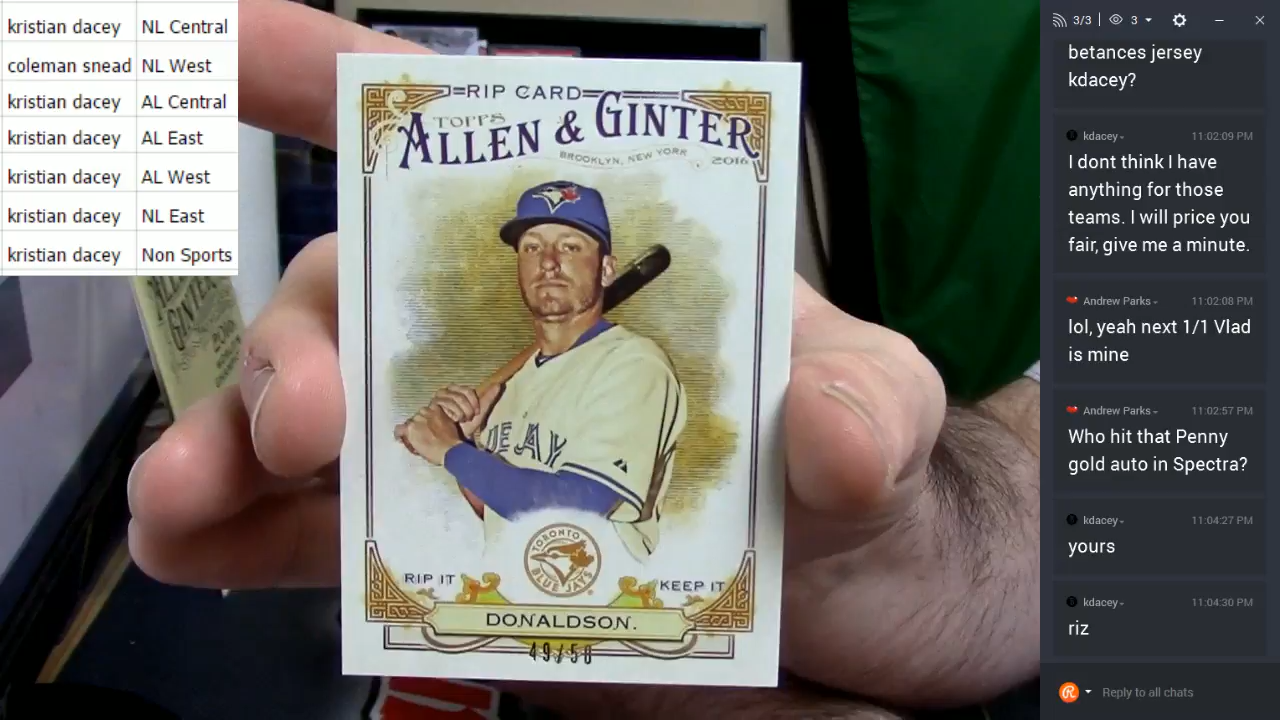 kristian dacey NL Central
coleman snead NL West
kristian dacey AL Central
kristian dacey AL East
kristian dacey AL West
kristian dacey NL East
kristian dacey Non Sports
RIP CARD
TOPPS
ALLEN & GINTER
BROOKLYN, NEW YORK 2016
TORONTO
BLUE JAYS
RIP IT KEEP IT
DONALDSON.
49/50
3/3 3
betances jersey
kdacey?
kdacey 11:02:09 PM
I dont think I have
anything for those
teams. I will price you
fair, give me a minute.
Andrew Parks 11:02:08 PM
lol, yeah next 1/1 Vlad
is mine
Andrew Parks 11:02:57 PM
Who hit that Penny
gold auto in Spectra?
kdacey 11:04:27 PM
yours
kdacey 11:04:30 PM
riz
Reply to all chats